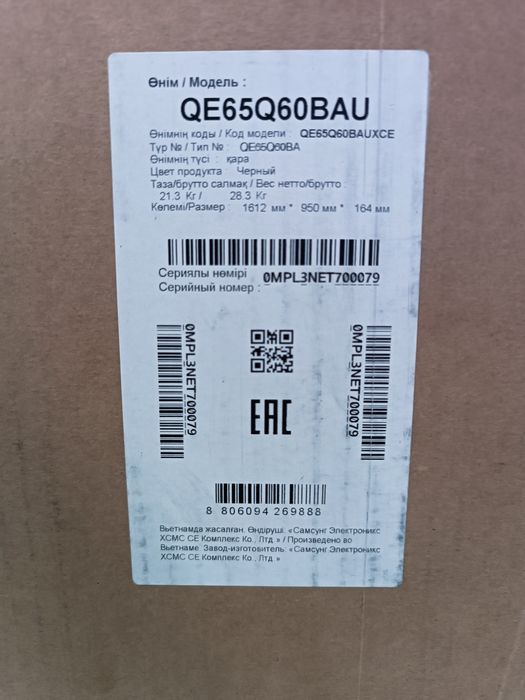 Өнім / Модель :
QE65Q60BAU
Өнімнің коды / Код модели : QE65Q60BAUXCE
Түр № / Тип № : QE65Q60BA
Өнімнің түсі : қара
Цвет продукта : Черный
Таза/брутто салмақ / Вес нетто/брутто :
21.3 Кг / 28.3 Кг
Көлемі/Размер : 1612 мм * 950 мм * 164 мм
Сериялы нөмірі
Серийный номер : 0MPL3NET700079
0MPL3NET700079
0MPL3NET700079
EAC
8 806094 269888
Вьетнамда жасалған. Өндіруші: «Самсунг Электроникс
ХСМС СЕ Комплекс Ко., Лтд.» / Произведено во
Вьетнаме. Завод-изготовитель: «Самсунг Электроникс
ХСМС СЕ Комплекс Ко., Лтд.»